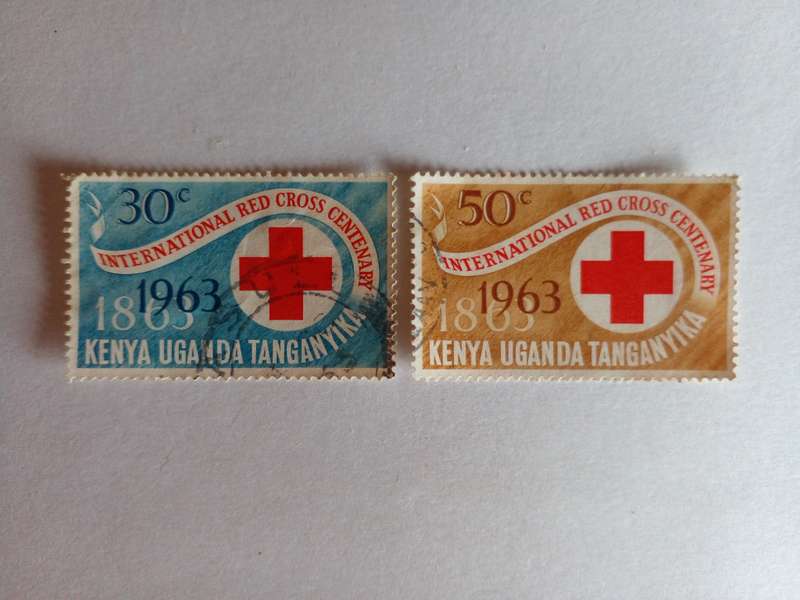 30c
INTERNATIONAL RED CROSS CENTENARY
1963
1863
KENYA UGANDA TANGANYIKA
50c
INTERNATIONAL RED CROSS CENTENARY
1963
1863
KENYA UGANDA TANGANYIKA